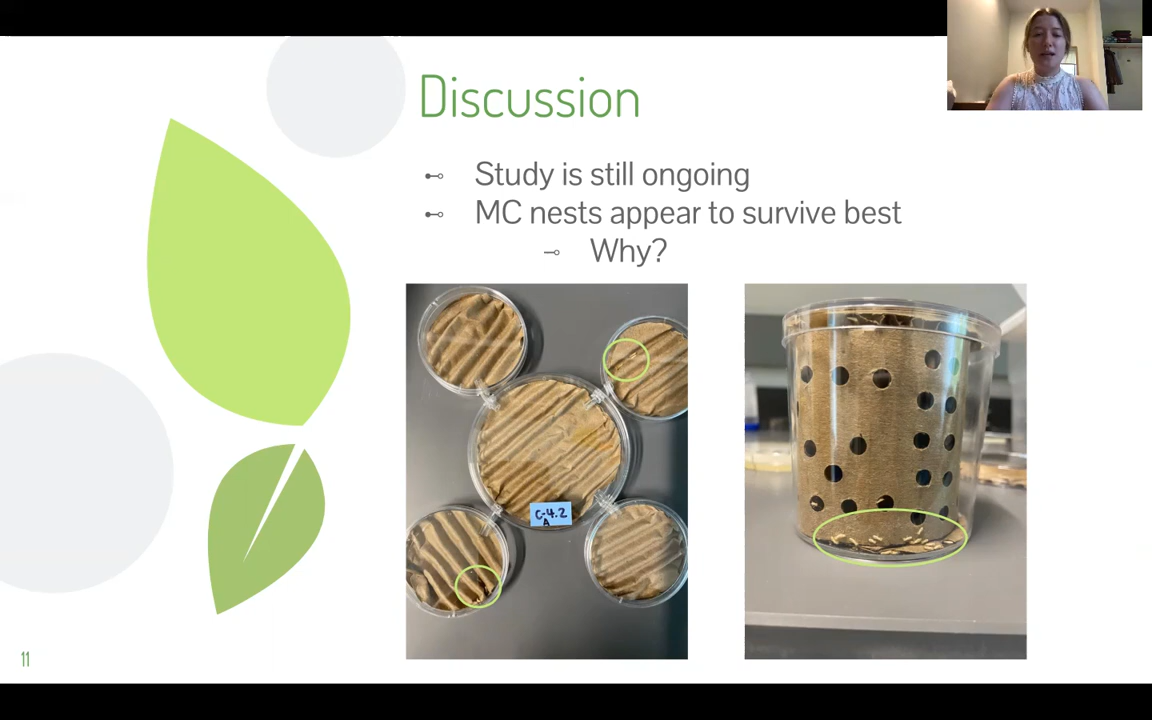 Discussion
Study is still ongoing
MC nests appear to survive best
Why?
C-4.2
A
11